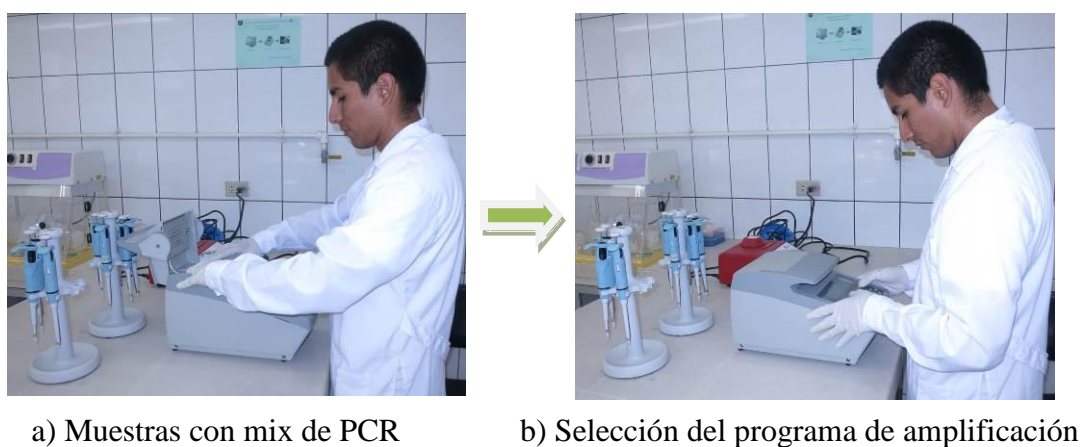 a) Muestras con mix de PCR
b) Selección del programa de amplificación